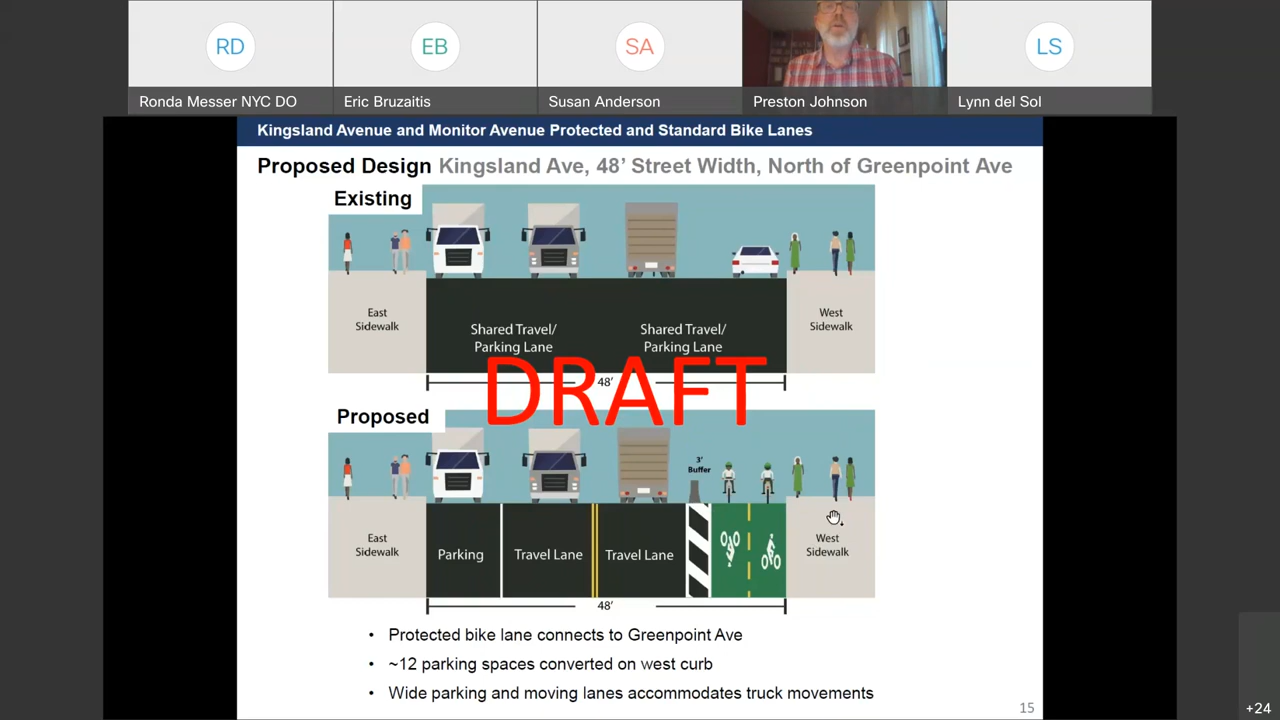 RD
EB
SA
LS
Ronda Messer NYC DO
Eric Bruzaitis
Susan Anderson
Preston Johnson
Lynn del Sol
Kingsland Avenue and Monitor Avenue Protected and Standard Bike Lanes
Proposed Design Kingsland Ave, 48’ Street Width, North of Greenpoint Ave
Existing
East
Sidewalk
Shared Travel/
Parking Lane
Shared Travel/
Parking Lane
West
Sidewalk
48’
DRAFT
Proposed
3’
Buffer
East
Sidewalk
Parking
Travel Lane
Travel Lane
West
Sidewalk
48’
• Protected bike lane connects to Greenpoint Ave
• ~12 parking spaces converted on west curb
• Wide parking and moving lanes accommodates truck movements
15
+24